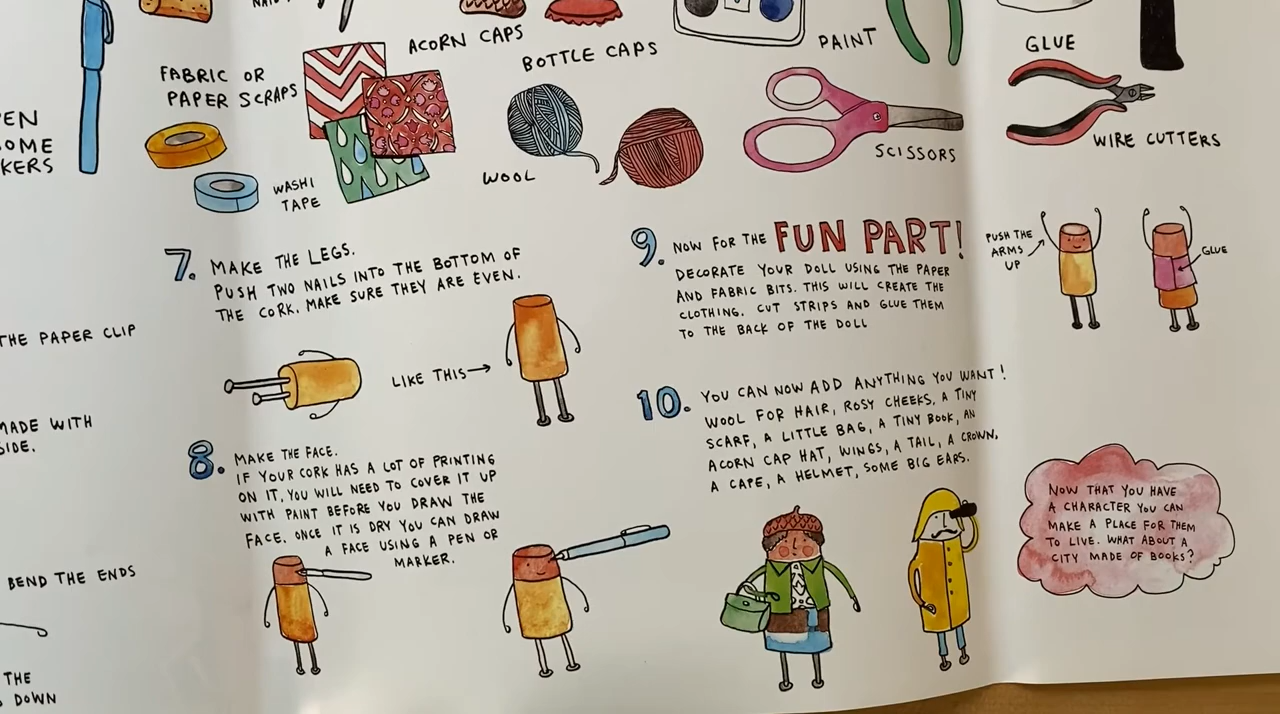 ACORN CAPS
BOTTLE CAPS
PAINT
GLUE
FABRIC OR
PAPER SCRAPS
WASHI
TAPE
WOOL
SCISSORS
WIRE CUTTERS
THE PAPER CLIP
MADE WITH
SIDE.
BEND THE ENDS
THE
DOWN
7. MAKE THE LEGS.
PUSH TWO NAILS INTO THE BOTTOM OF
THE CORK. MAKE SURE THEY ARE EVEN.
LIKE THIS→
8. MAKE THE FACE.
IF YOUR CORK HAS A LOT OF PRINTING
ON IT, YOU WILL NEED TO COVER IT UP
WITH PAINT BEFORE YOU DRAW THE
FACE. ONCE IT IS DRY YOU CAN DRAW
A FACE USING A PEN OR
MARKER.
9. NOW FOR THE FUN PART!
DECORATE YOUR DOLL USING THE PAPER
AND FABRIC BITS. THIS WILL CREATE THE
CLOTHING. CUT STRIPS AND GLUE THEM
TO THE BACK OF THE DOLL
PUSH THE
ARMS
UP
GLUE
10. YOU CAN NOW ADD ANYTHING YOU WANT!
WOOL FOR HAIR, ROSY CHEEKS, A TINY
SCARF, A LITTLE BAG, A TINY BOOK, AN
ACORN CAP HAT, WINGS, A TAIL, A CROWN,
A CAPE, A HELMET, SOME BIG EARS.
NOW THAT YOU HAVE
A CHARACTER YOU CAN
MAKE A PLACE FOR THEM
TO LIVE. WHAT ABOUT A
CITY MADE OF BOOKS?